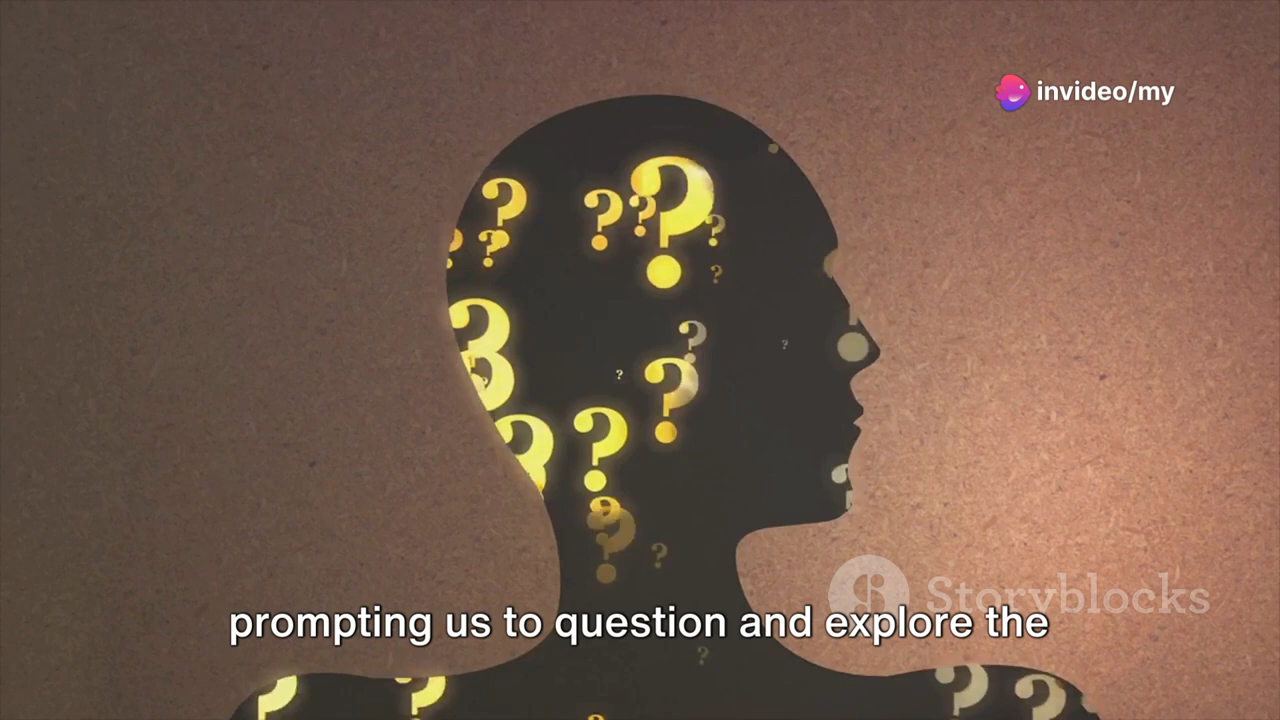 invideo/my
Storyblocks
prompting us to question and explore the